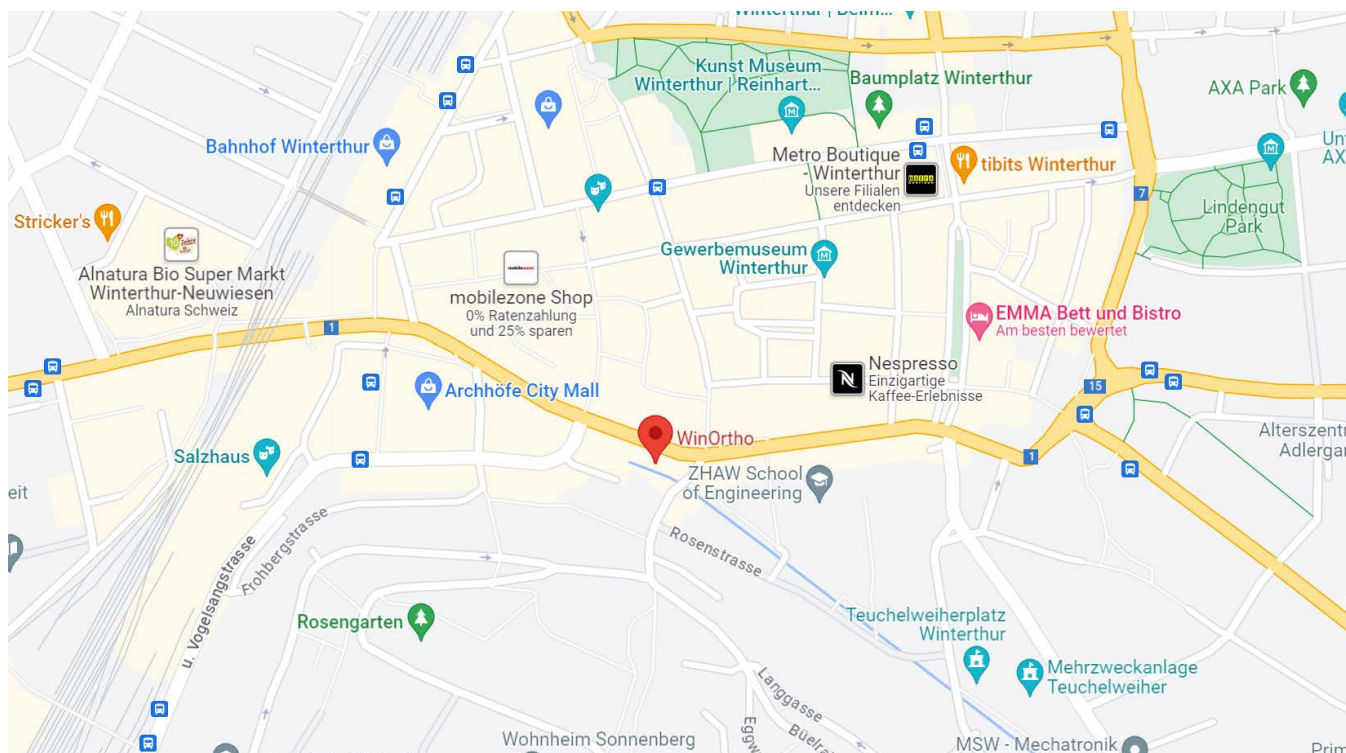 Kunst Museum
Winterthur | Reinhart...
Baumplatz Winterthur
AXA Park
Bahnhof Winterthur
Metro Boutique
- Winterthur
Unsere Filialen
entdecken
tibits Winterthur
7
Lindengut
Park
Stricker's
Alnatura Bio Super Markt
Winterthur-Neuwiesen
Alnatura Schweiz
Gewerbemuseum
Winterthur
mobilezone Shop
0% Ratenzahlung
und 25% sparen
EMMA Bett und Bistro
Am besten bewertet
1
Nespresso
Einzigartige
Kaffee-Erlebnisse
15
Archhöfe City Mall
WinOrtho
Salzhaus
1
ZHAW School
of Engineering
Frohbergstrasse
Rosenstrasse
u. Vogelsangstrasse
Rosengarten
Teuchelweiherplatz
Winterthur
Mehrzweckanlage
Teuchelweiher
Langgasse
Wohnheim Sonnenberg
MSW - Mechatronik